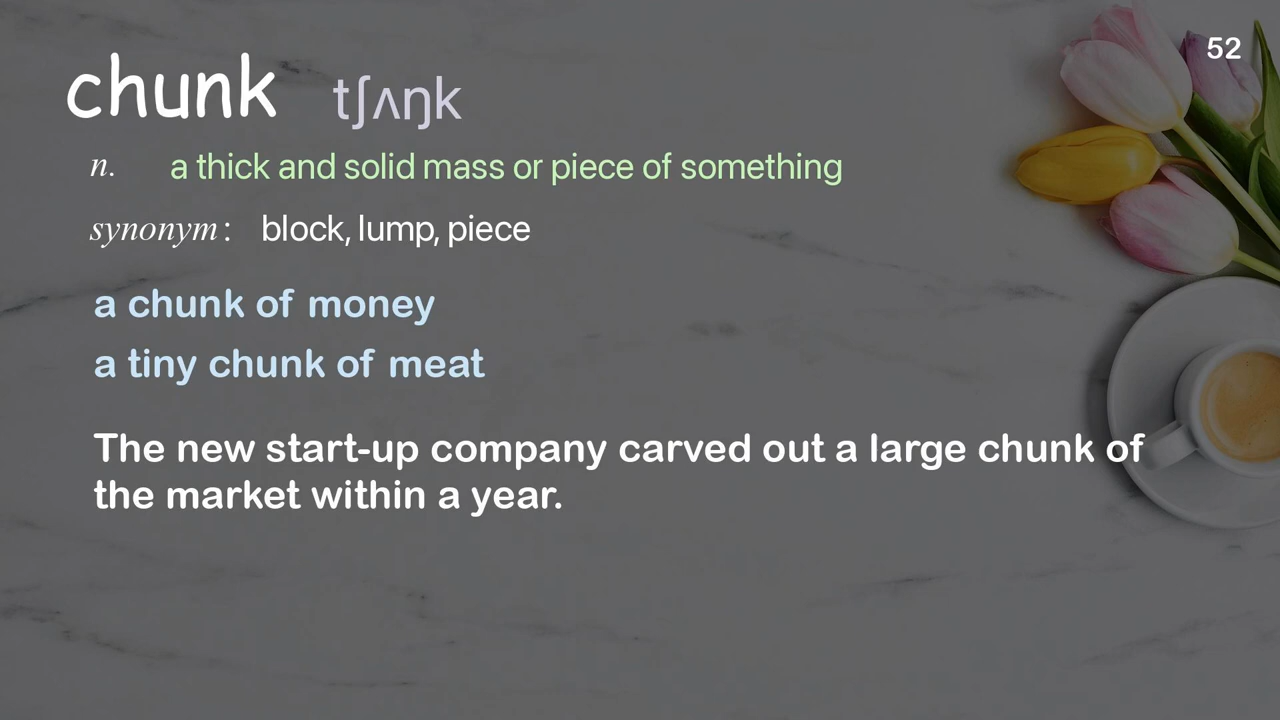 52
chunk tʃʌŋk
n. a thick and solid mass or piece of something
synonym: block, lump, piece
a chunk of money
a tiny chunk of meat
The new start-up company carved out a large chunk of
the market within a year.